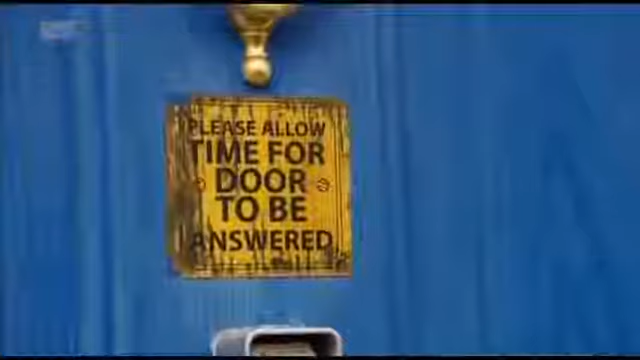 PLEASE ALLOW
TIME FOR
DOOR
TO BE
ANSWERED